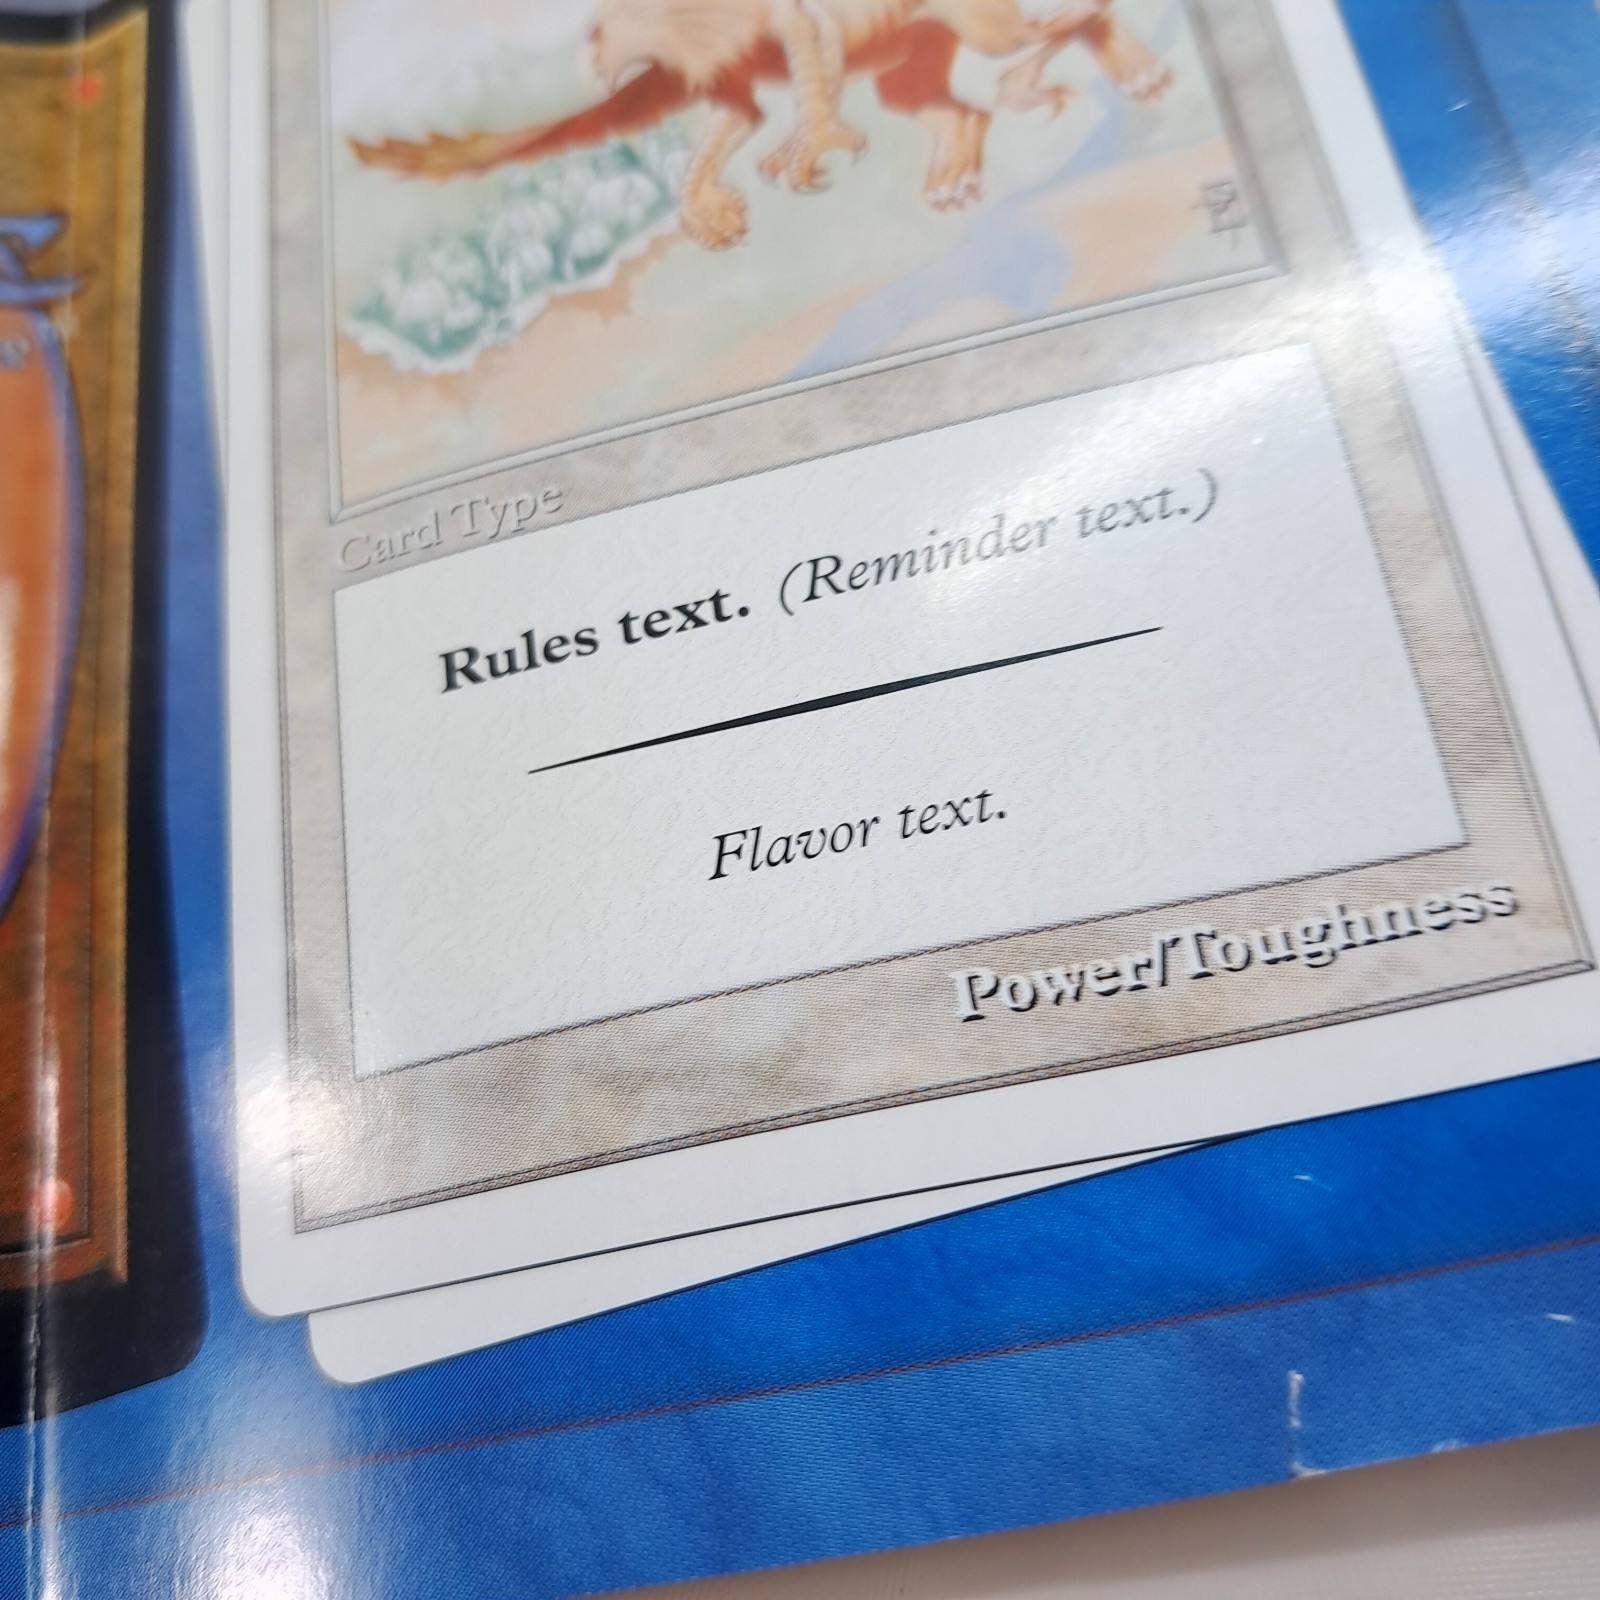 Card Type
Rules text. (Reminder text.)
Flavor text.
Power/Toughness